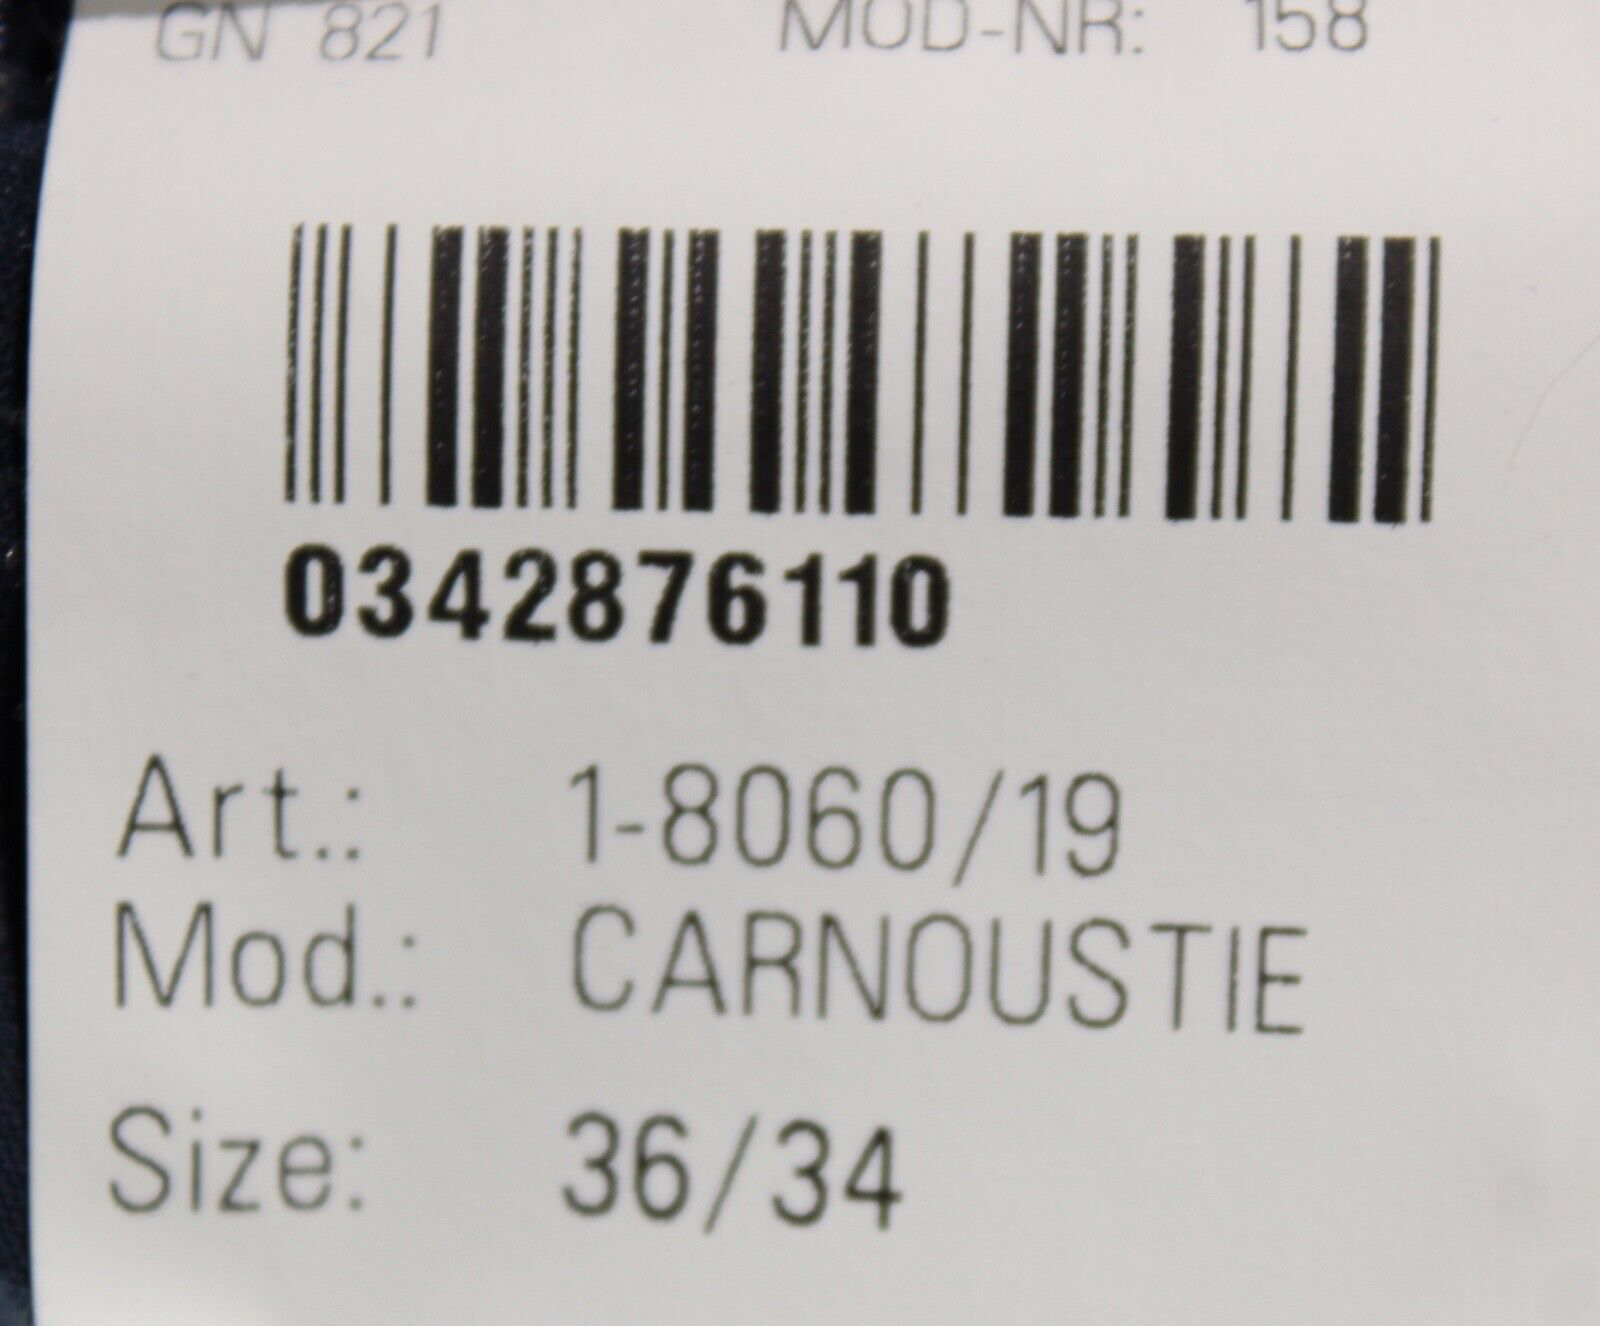 GN 821 MOD-NR: 158
0342876110
Art.: 1-8060/19
Mod.: CARNOUSTIE
Size: 36/34